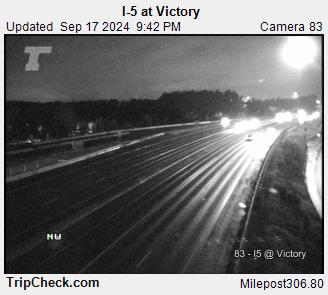 I-5 at Victory
Updated Sep 17 2024 9:42 PM Camera 83
T
NW
83 - I5 @ Victory
TripCheck.com Milepost306.80